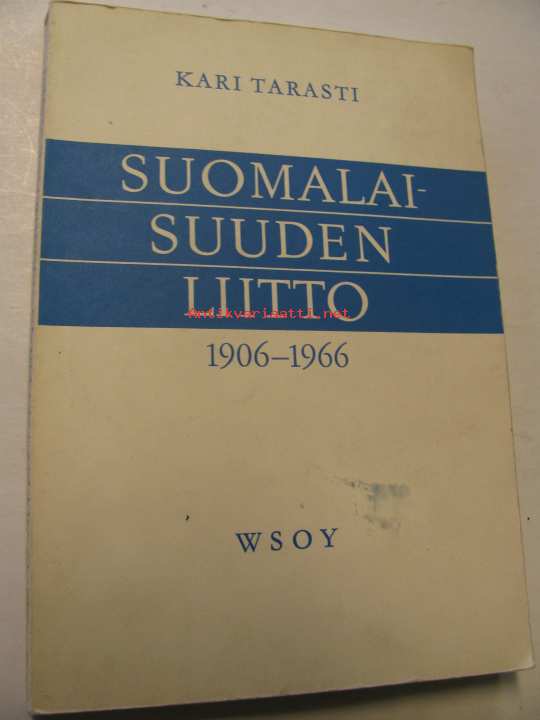 KARI TARASTI
SUOMALAI-
SUUDEN
LIITTO
Antikvariaatti.net
1906–1966
WSOY